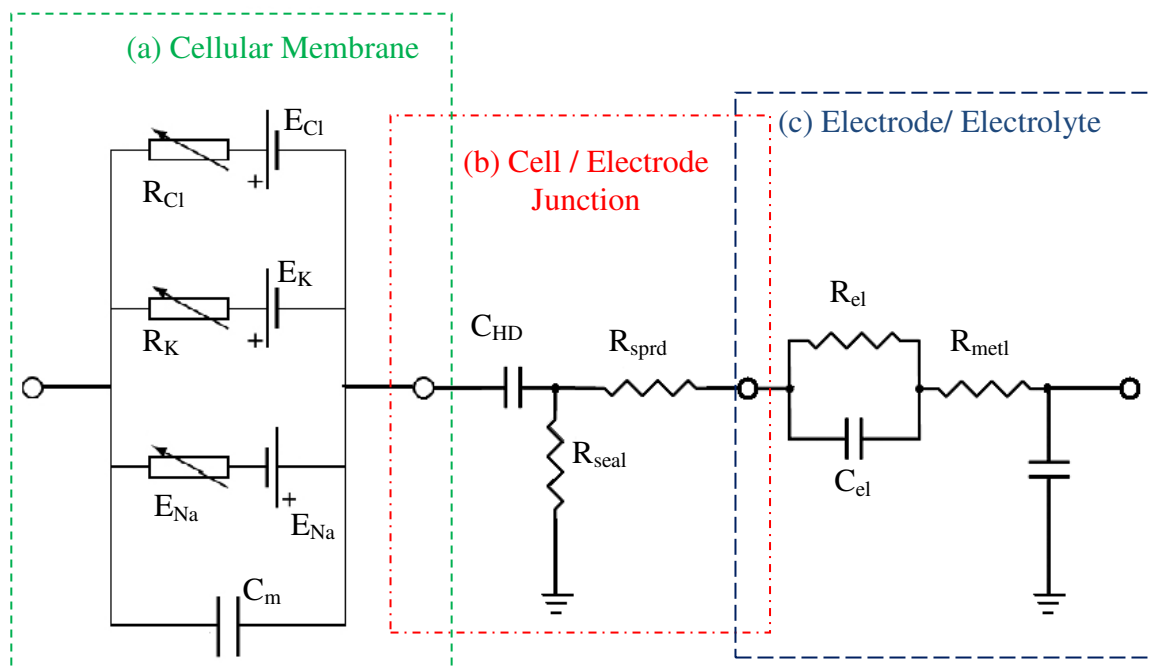 (a) Cellular Membrane
E_Cl
+
R_Cl
E_K
+
R_K
E_Na
+
E_Na
C_m
(b) Cell / Electrode
Junction
C_HD
R_sprd
R_seal
(c) Electrode/ Electrolyte
R_el
C_el
R_metl